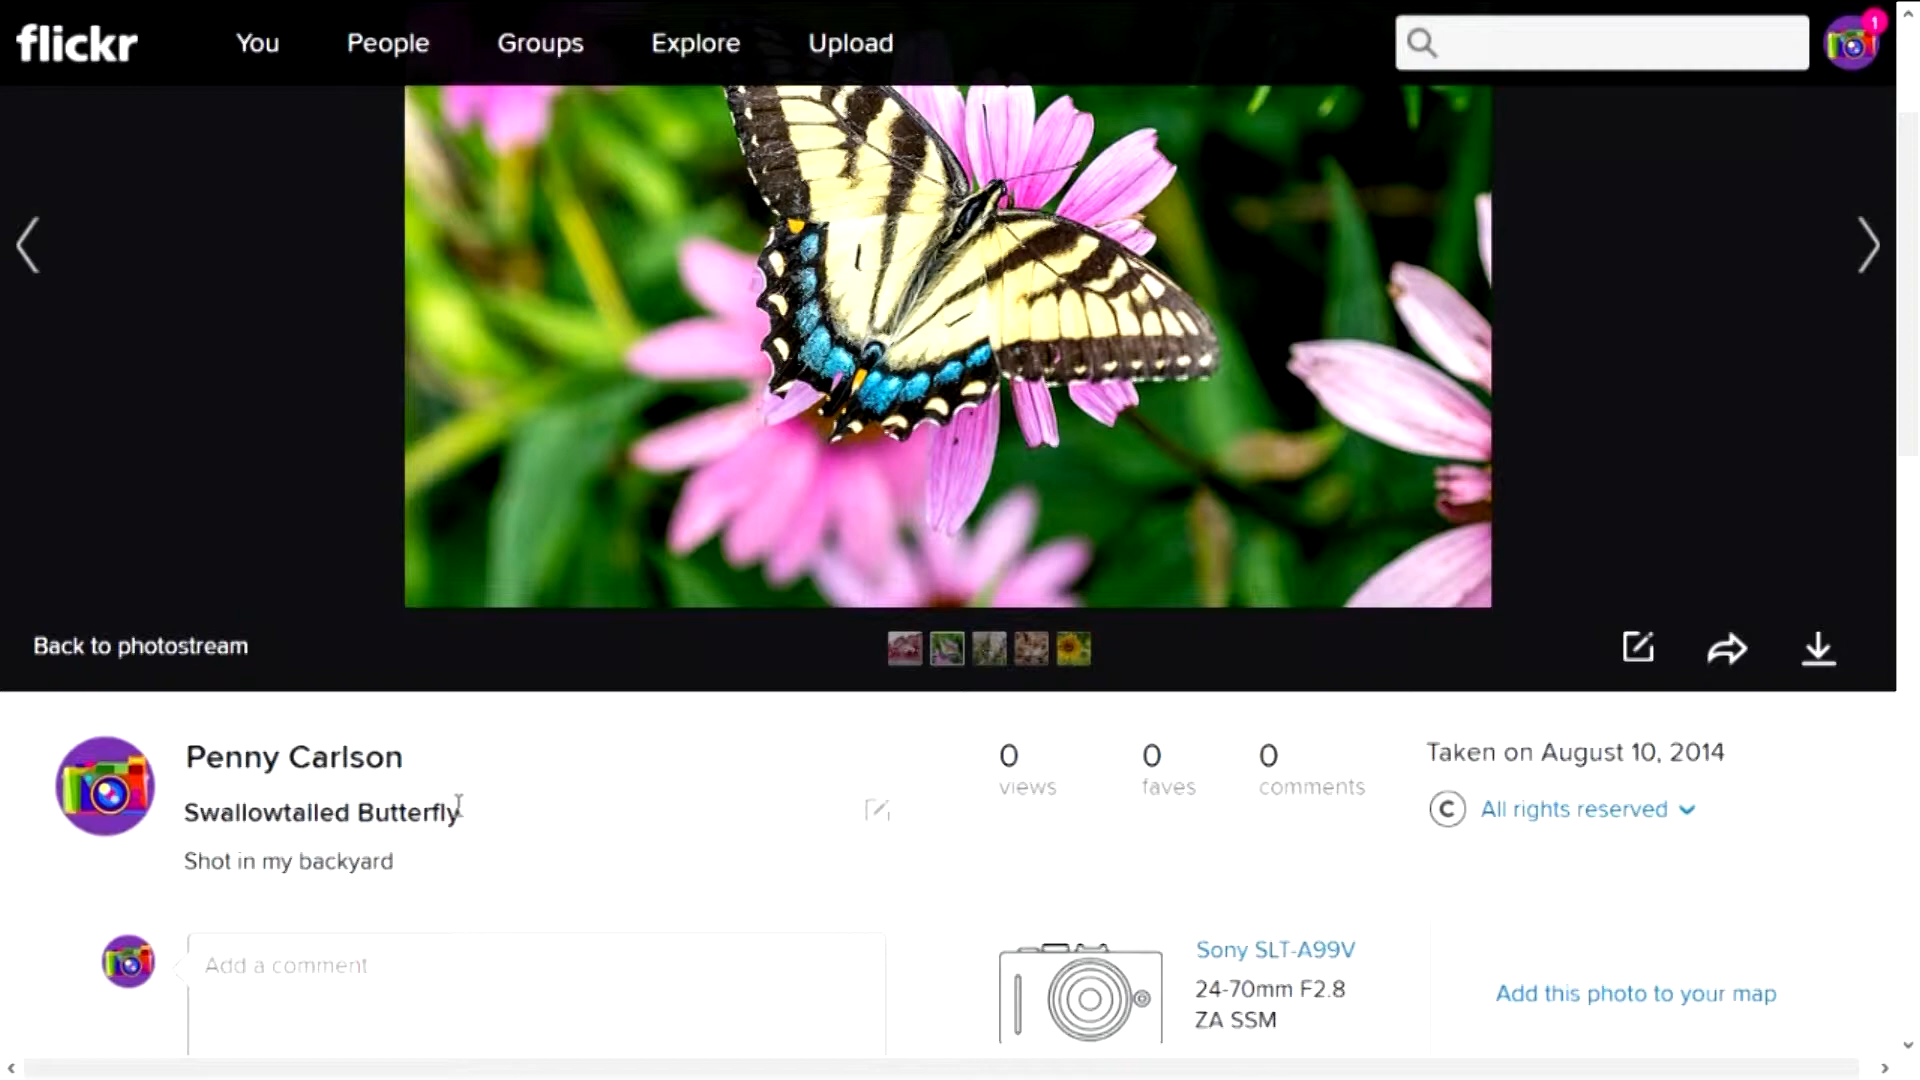 flickr You People Groups Explore Upload 1
Back to photostream
Penny Carlson
Swallowtalled Butterfly
Shot in my backyard
0 views
0 faves
0 comments
Taken on August 10, 2014
C All rights reserved
Add a comment
Sony SLT-A99V
24-70mm F2.8
ZA SSM
Add this photo to your map